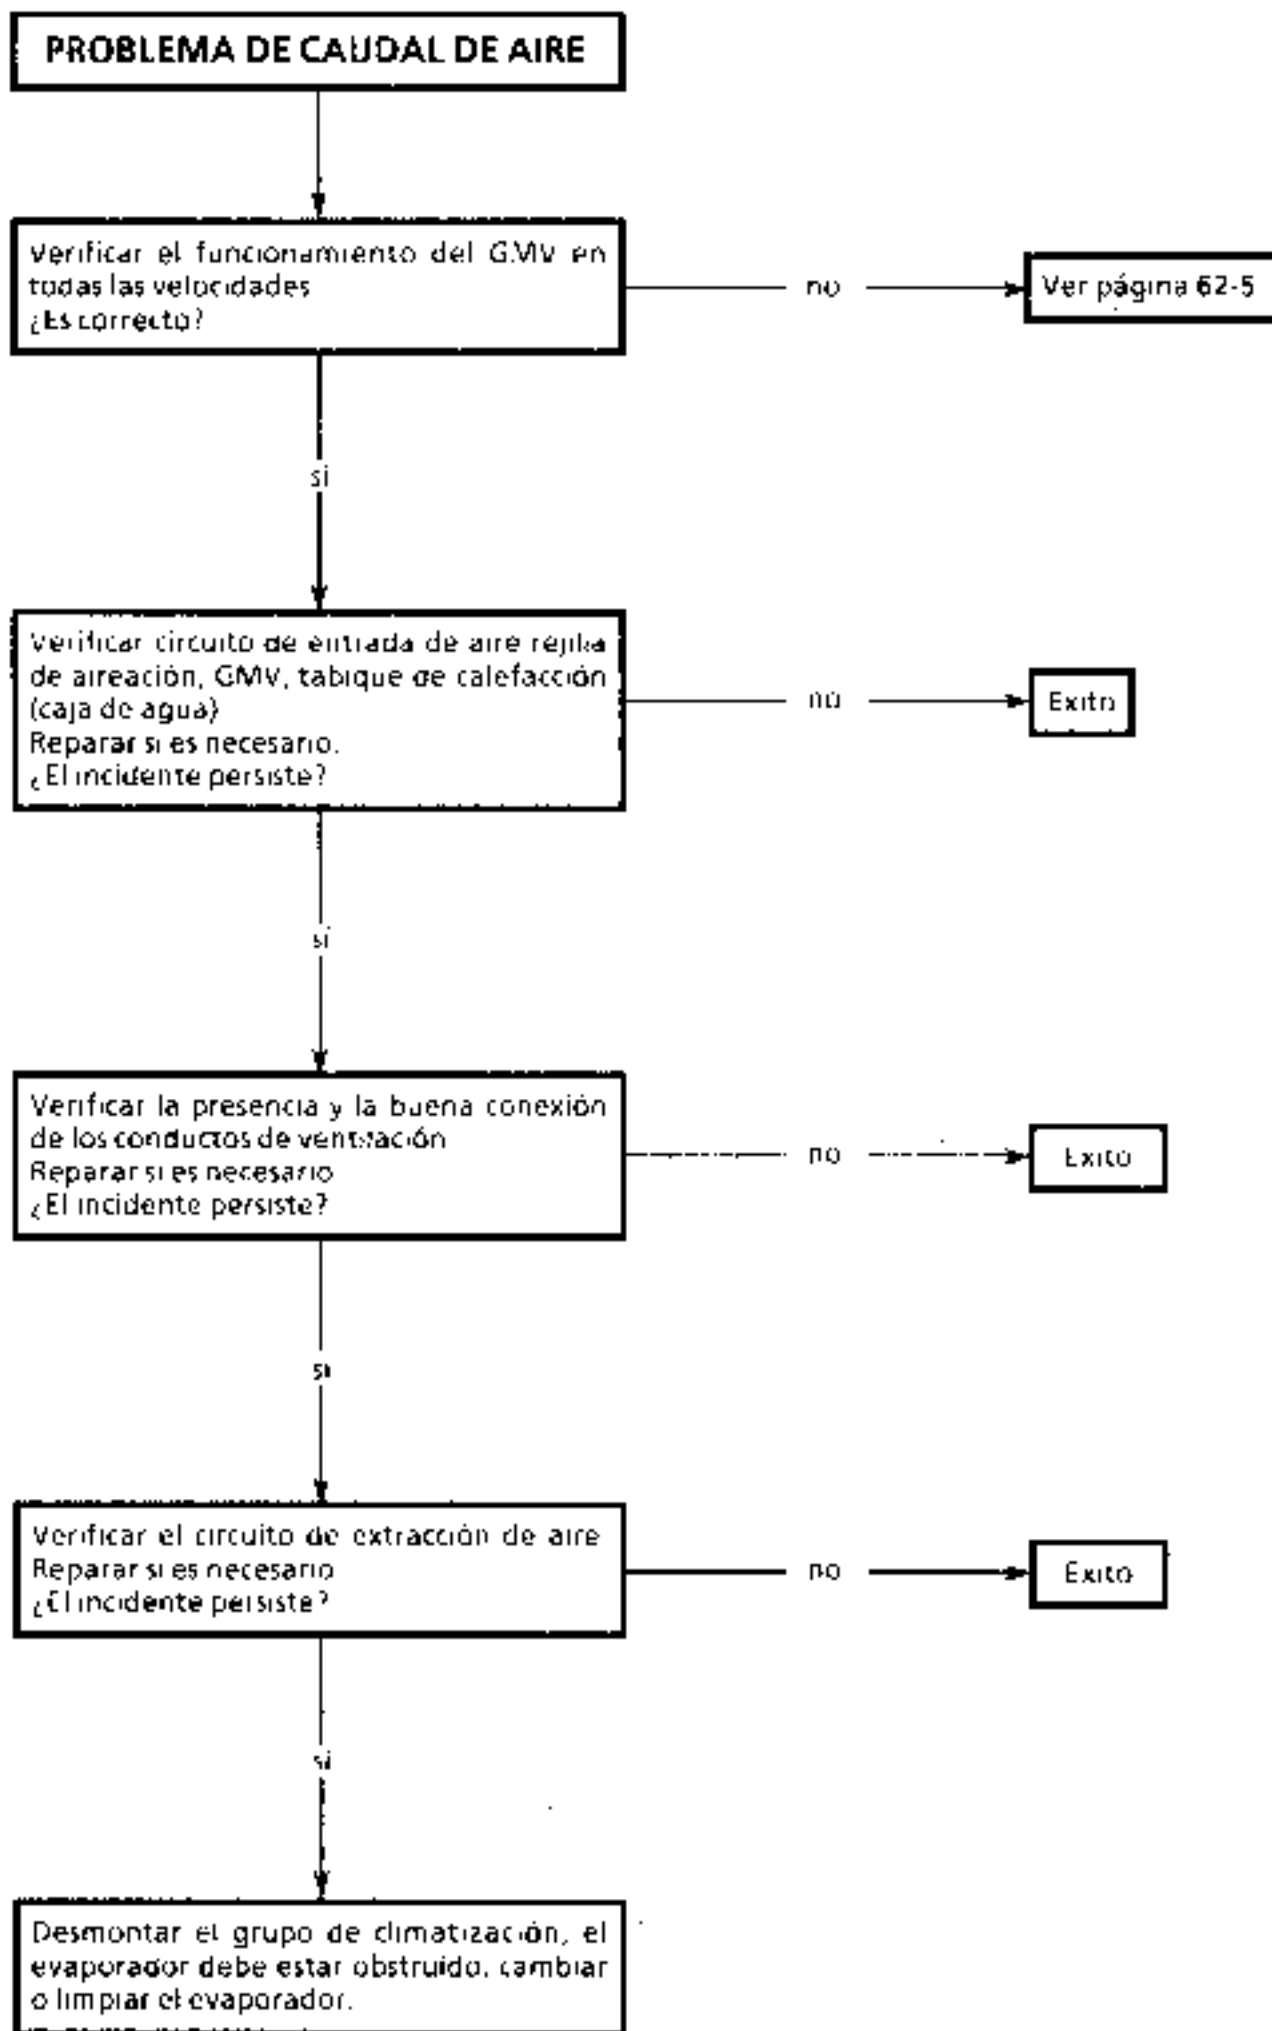 PROBLEMA DE CAUDAL DE AIRE
Verificar el funcionamiento del GMV en
todas las velocidades
¿Es correcto?
no
Ver página 62-5
si
Verificar circuito de entrada de aire rejilla
de aireación, GMV, tabique de calefacción
(caja de agua)
Reparar si es necesario.
¿El incidente persiste?
no
Exito
si
Verificar la presencia y la buena conexión
de los conductos de ventilación
Reparar si es necesario
¿El incidente persiste?
no
Exito
si
Verificar el circuito de extracción de aire
Reparar si es necesario
¿El incidente persiste?
no
Exito
si
Desmontar el grupo de climatización, el
evaporador debe estar obstruido, cambiar
o limpiar el evaporador.